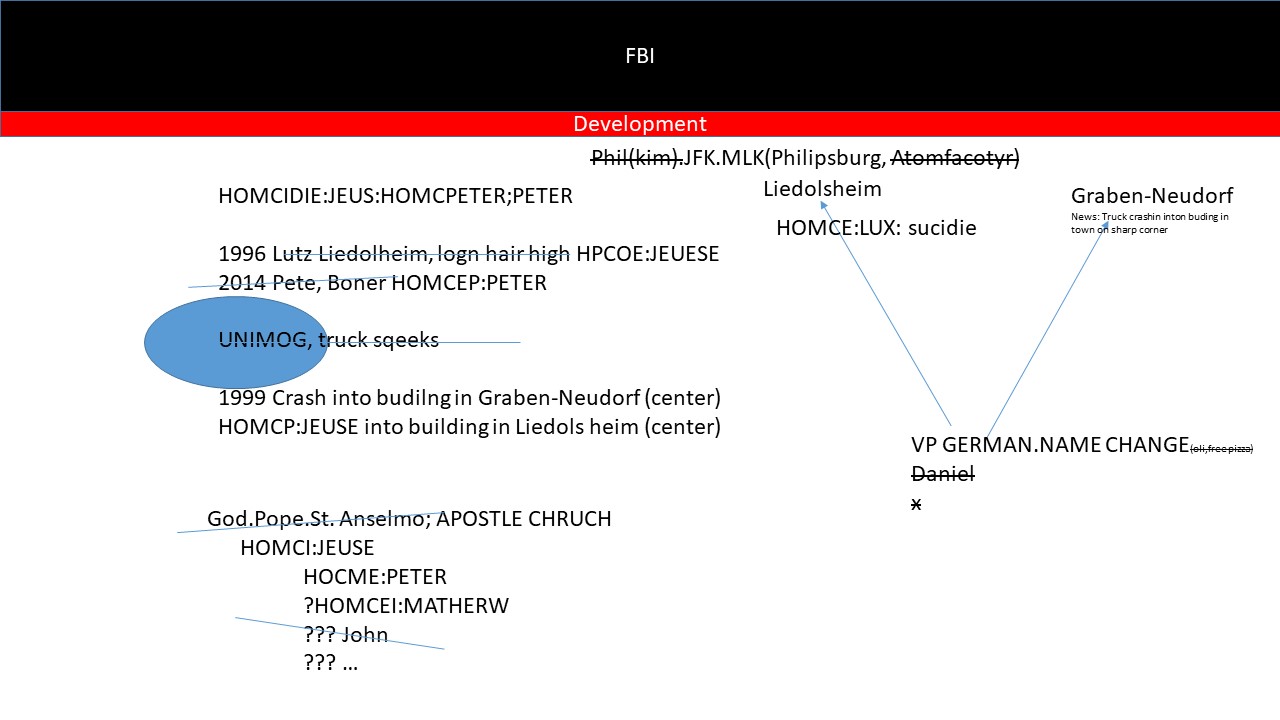 FBI
Development
Phil(kim).JFK.MLK(Philipsburg, Atomfacotyr)
Liedolsheim
HOMCIDIE:JEUS:HOMCPETER;PETER
Graben-Neudorf
News: Truck crashin inton buding in
town on sharp corner
HOMCE:LUX: sucidie
1996 Lutz Liedolheim, logn hair high HPCOE:JEUESE
2014 Pete, Boner HOMCEP:PETER
UNIMOG, truck sqeeks
1999 Crash into budilng in Graben-Neudorf (center)
HOMCP:JEUSE into building in Liedols heim (center)
VP GERMAN.NAME CHANGE(oli,free pizza)
Daniel
x
God.Pope.St. Anselmo; APOSTLE CHRUCH
HOMCI:JEUSE
HOCME:PETER
?HOMCEI:MATHERW
??? John
??? ...